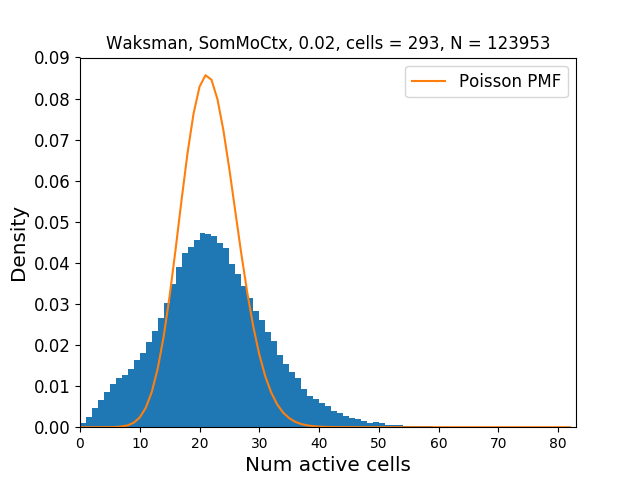 Waksman, SomMoCtx, 0.02, cells = 293, N = 123953
Poisson PMF
0.09
0.08
0.07
0.06
0.05
0.04
0.03
0.02
0.01
0.00
Density
0 10 20 30 40 50 60 70 80
Num active cells